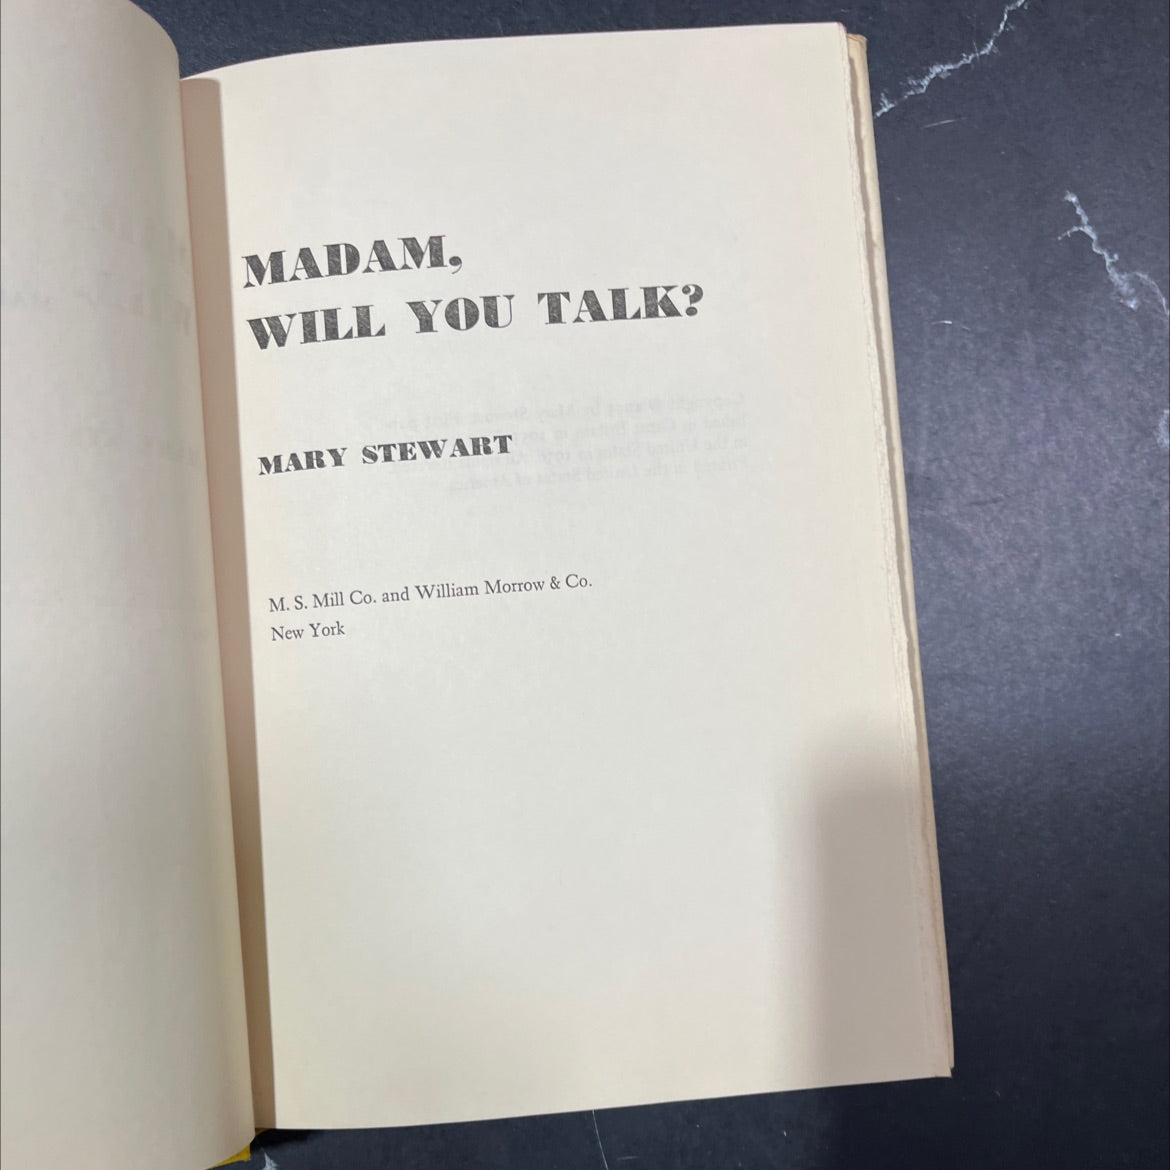 MADAM,
WILL YOU TALK?
MARY STEWART
M. S. Mill Co. and William Morrow & Co.
New York